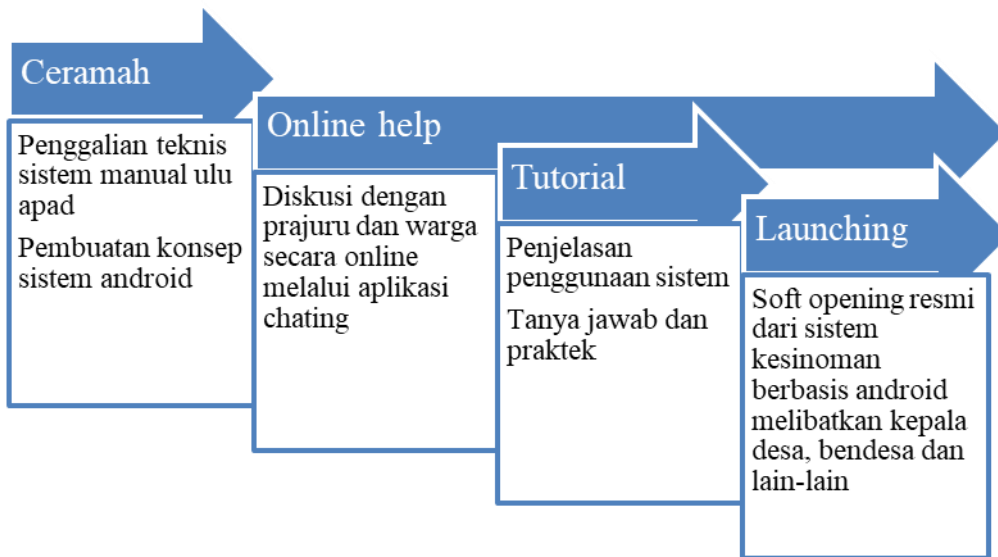 Ceramah
Penggalian teknis
sistem manual ulu
apad
Pembuatan konsep
sistem android
Online help
Diskusi dengan
prajuru dan warga
secara online
melalui aplikasi
chating
Tutorial
Penjelasan
penggunaan sistem
Tanya jawab dan
praktek
Launching
Soft opening resmi
dari sistem
kesinoman
berbasis android
melibatkan kepala
desa, bendesa dan
lain-lain